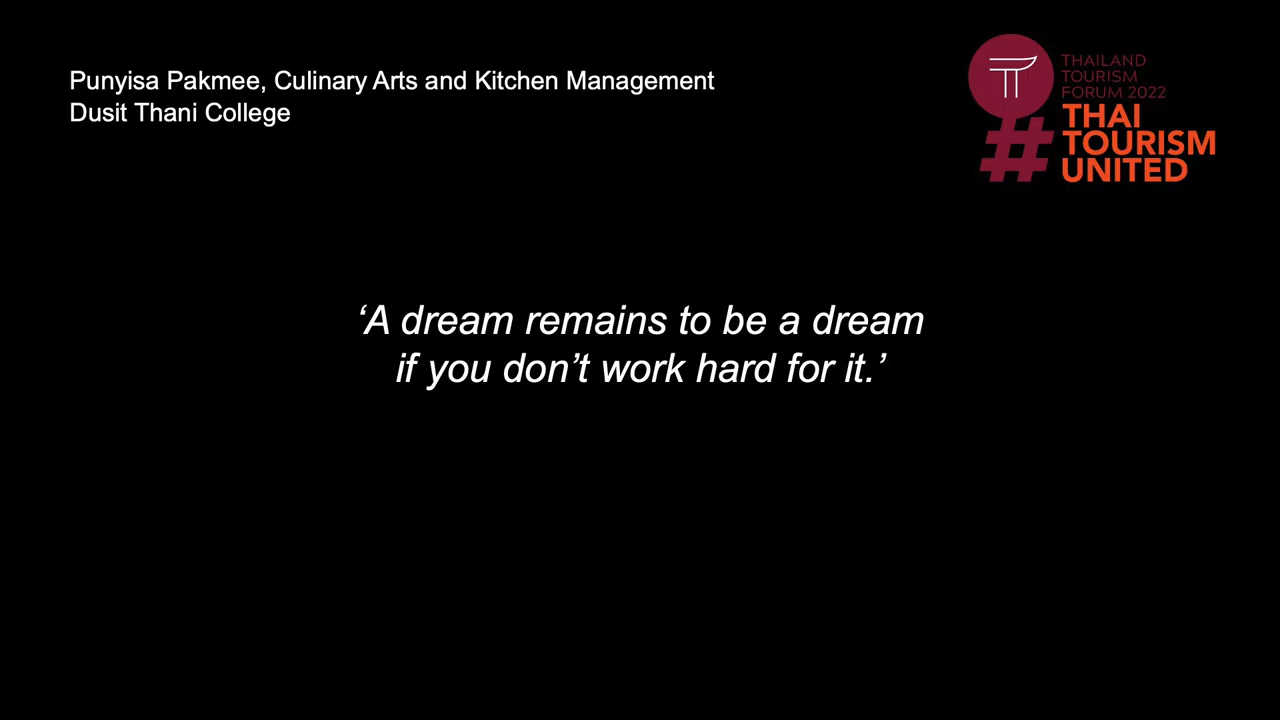 Punyisa Pakmee, Culinary Arts and Kitchen Management
Dusit Thani College
THAILAND
TOURISM
FORUM 2022
#THAI
TOURISM
UNITED
‘A dream remains to be a dream
if you don’t work hard for it.’